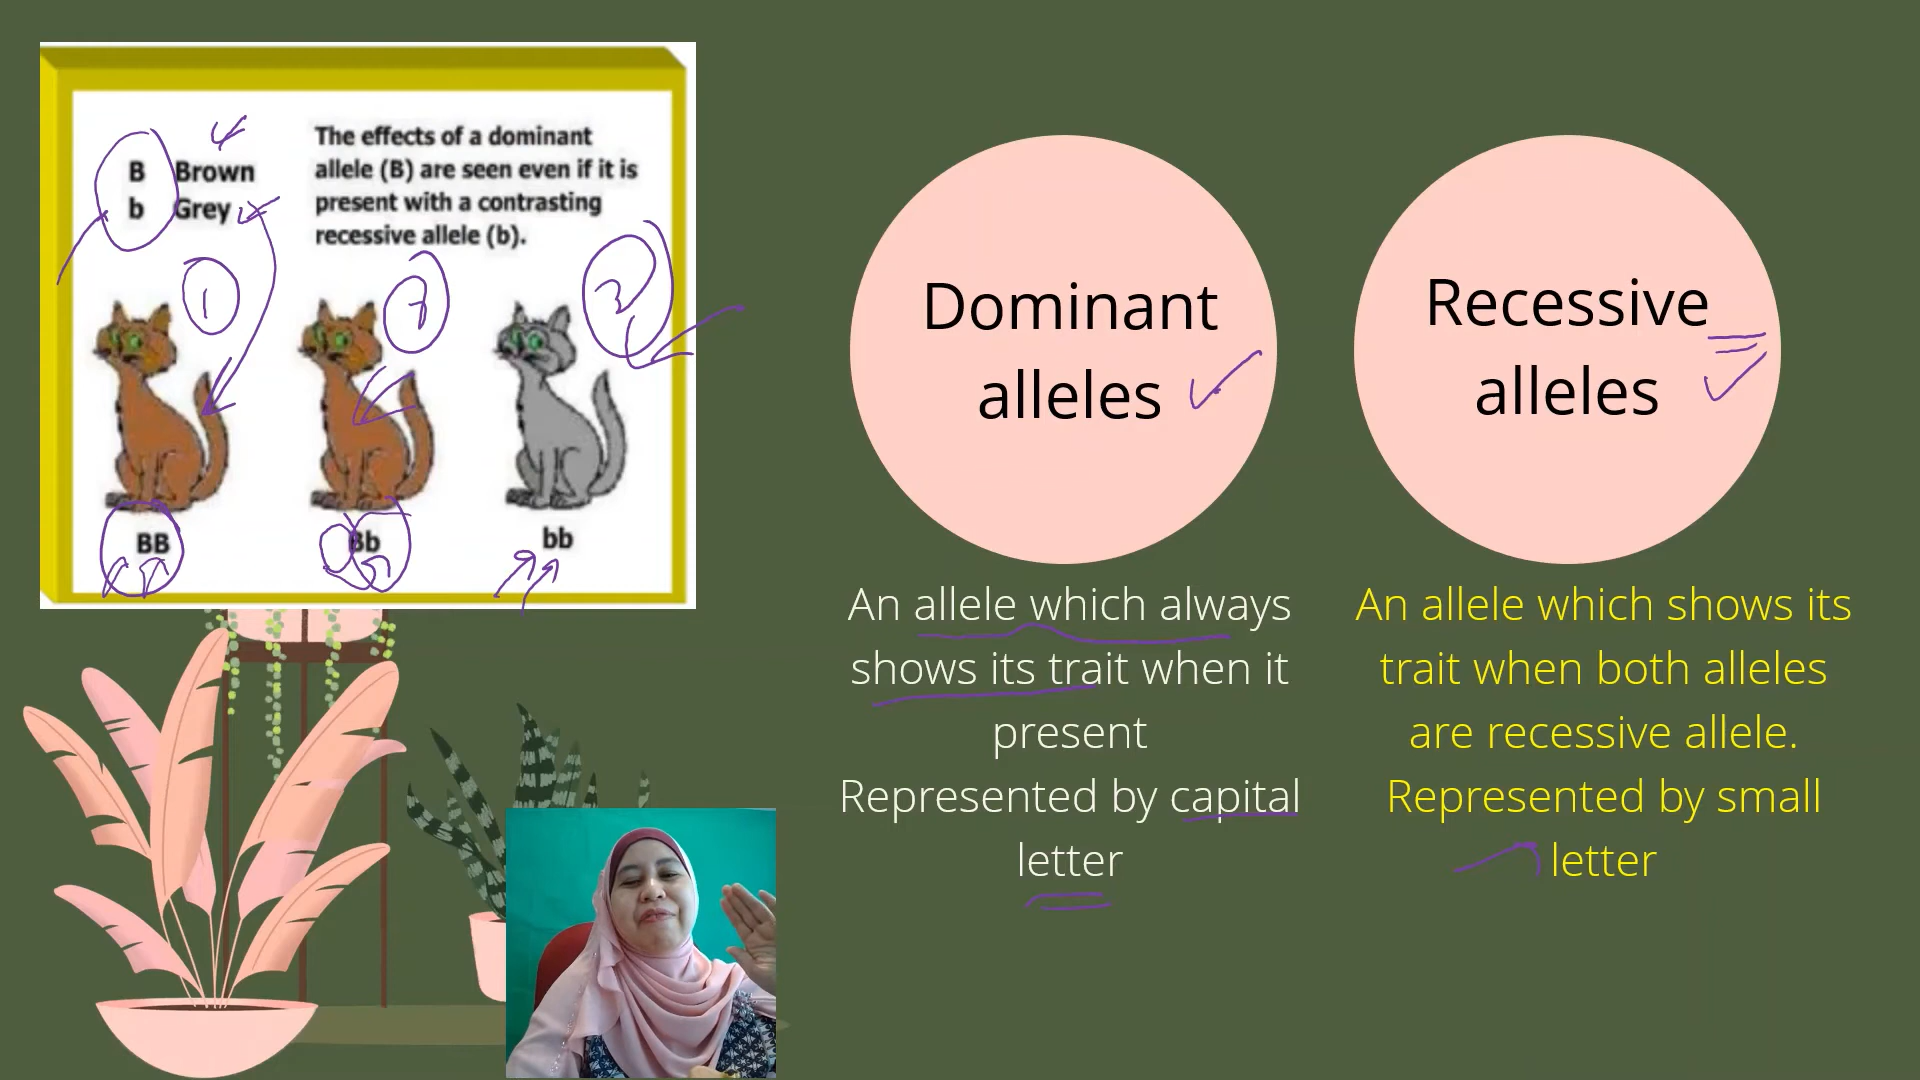 B Brown
b Grey
The effects of a dominant
allele (B) are seen even if it is
present with a contrasting
recessive allele (b).
1
BB
Bb
bb
Dominant
alleles
An allele which always
shows its trait when it
present
Represented by capital
letter
Recessive
alleles
An allele which shows its
trait when both alleles
are recessive allele.
Represented by small
letter